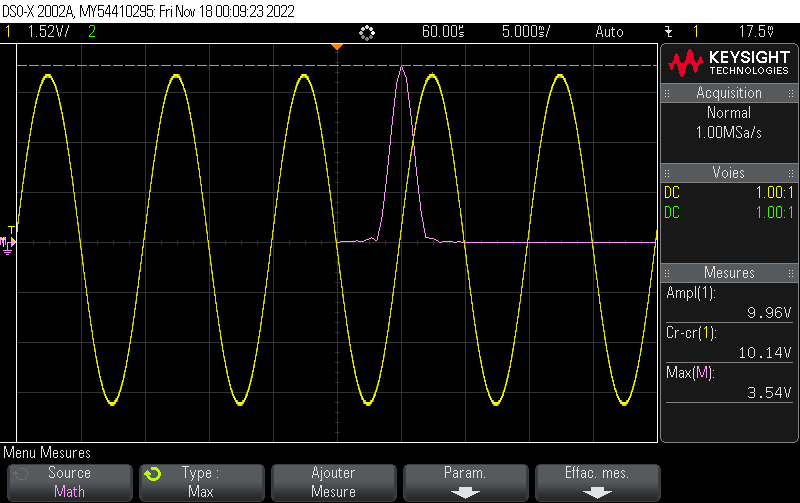 DSO-X 2002A, MY54410295: Fri Nov 18 00:09:23 2022
1 1.52V/ 2 60.00s 5.000s/ Auto 1 17.5V
KEYSIGHT
TECHNOLOGIES
Acquisition
Normal
1.00MSa/s
Voies
DC 1.00:1
DC 1.00:1
Mesures
Ampl(1):
9.96V
Cr-cr(1):
10.14V
Max(M):
3.54V
T
M
Menu Mesures
Source
Math
Type :
Max
Ajouter
Mesure
Param.
Effac. mes.